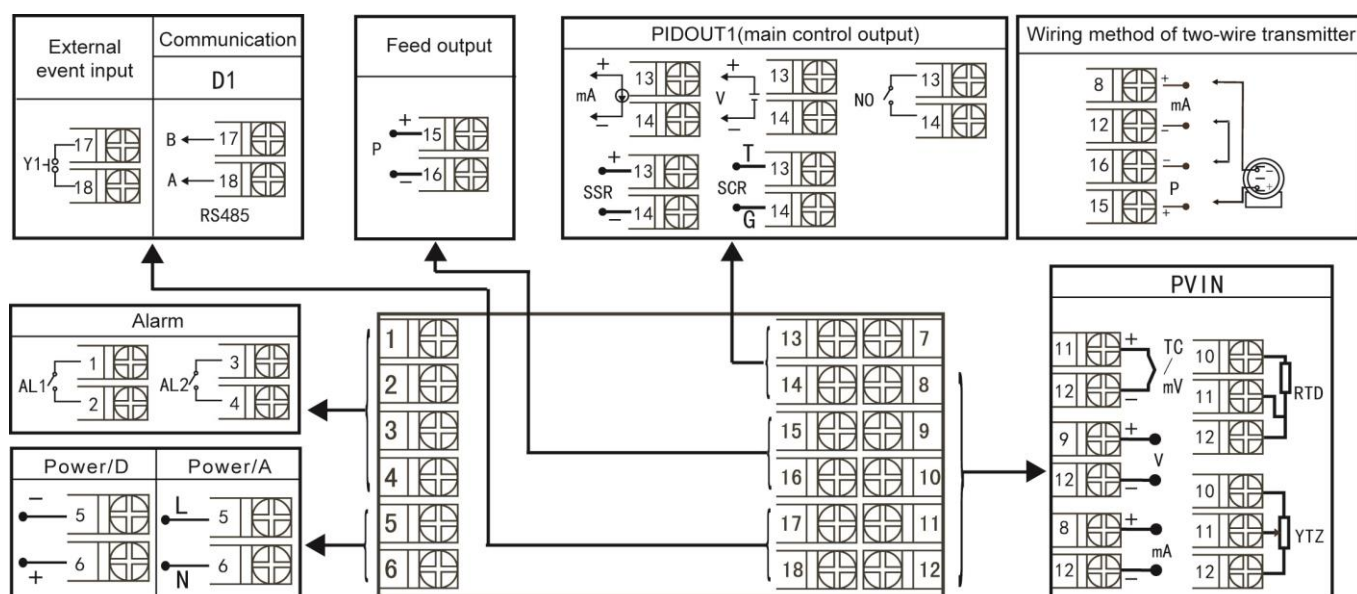 External
event input
Communication
D1
Y1
17
18
B
17
A
18
RS485
Feed output
P
+
15
−
16
PIDOUT1(main control output)
+
mA
−
13
14
+
V
−
13
14
NO
13
14
+
SSR
−
13
14
T
SCR
G
13
14
Wiring method of two-wire transmitter
8
+
mA
12
−
16
−
P
15
+
−
+
Alarm
AL1
1
2
AL2
3
4
Power/D
−
5
+
6
Power/A
L
5
N
6
1
2
3
4
5
6
13
7
14
8
15
9
16
10
17
11
18
12
PVIN
11
+
TC
/
mV
12
−
10
11
RTD
12
9
+
V
12
−
8
+
mA
12
−
10
11
YTZ
12